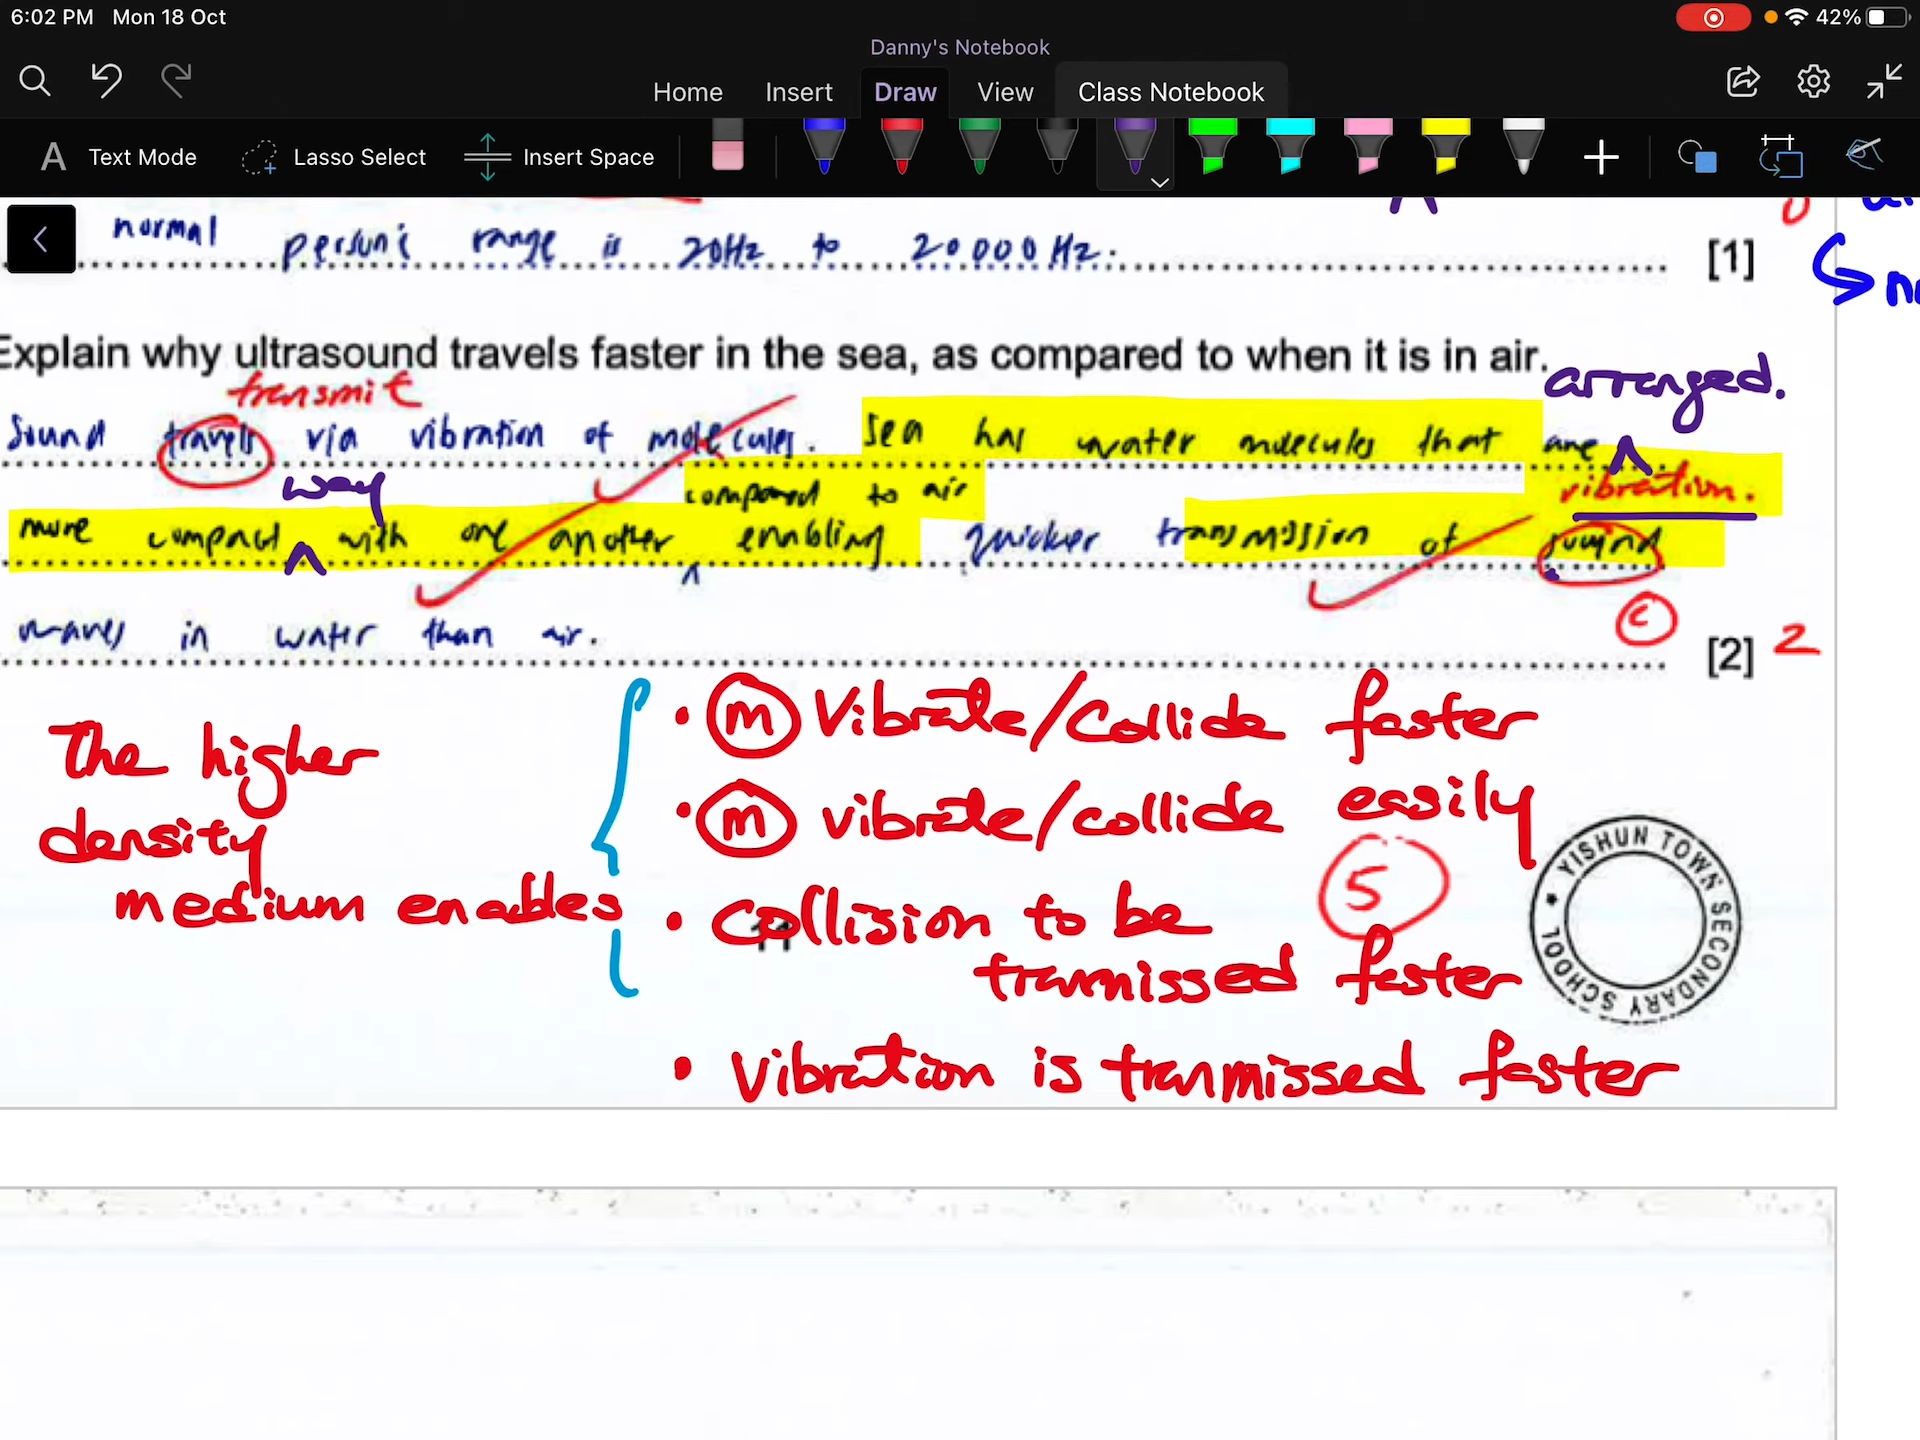 6:02 PM Mon 18 Oct
42%
Danny's Notebook
Home Insert Draw View Class Notebook
Text Mode Lasso Select Insert Space
normal person's range is 20Hz to 20000Hz. [1]
Explain why ultrasound travels faster in the sea, as compared to when it is in air.
transmit
arranged.
Sound travels via vibration of molecules. Sea has water molecules that are
way
compared to air
vibration.
more compact with one another enabling quicker transmission of sound
c
waves in water than air.
[2] 2
The higher
density
medium enables
• m Vibrate/Collide faster
• m vibrate/collide easily
5
• Collision to be
tranmissed faster
• Vibration is tranmissed faster
11
YISHUN TOWN SECONDARY SCHOOL